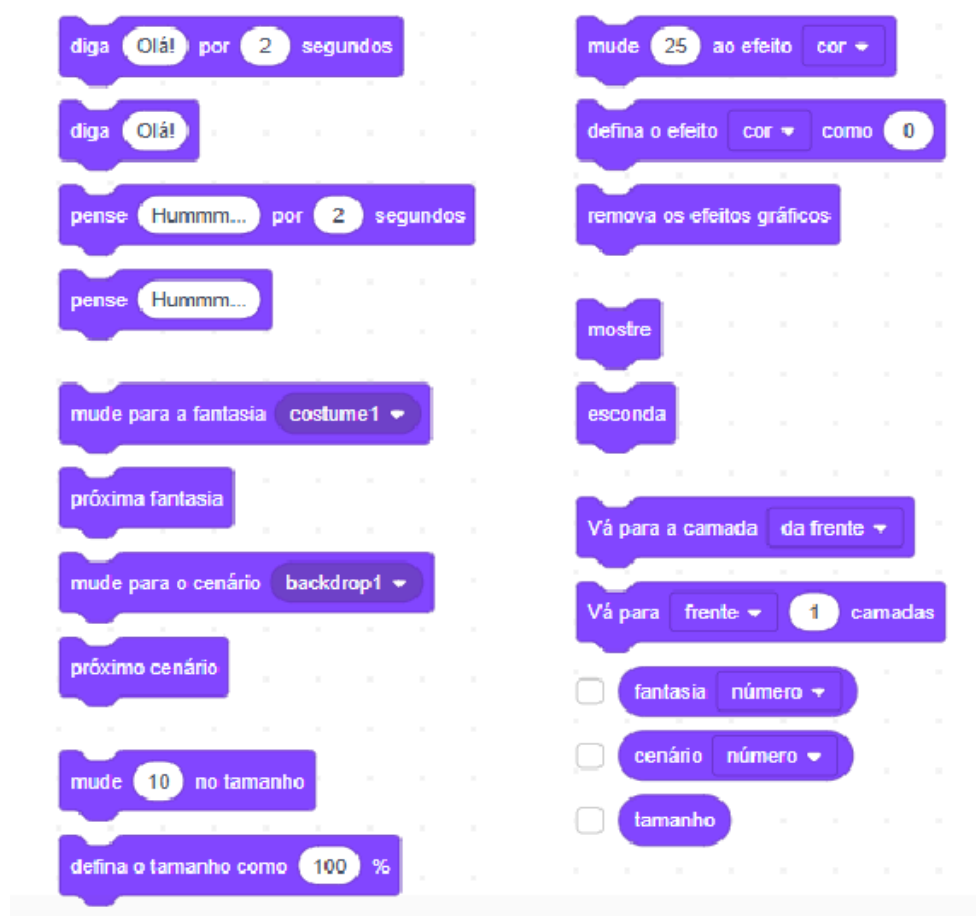 diga Olá! por 2 segundos
diga Olá!
pense Hummm... por 2 segundos
pense Hummm...
mude para a fantasia costume1
próxima fantasia
mude para o cenário backdrop1
próximo cenário
mude 10 no tamanho
defina o tamanho como 100 %
mude 25 ao efeito cor
defina o efeito cor como 0
remova os efeitos gráficos
mostre
esconda
Vá para a camada da frente
Vá para frente 1 camadas
fantasia número
cenário número
tamanho